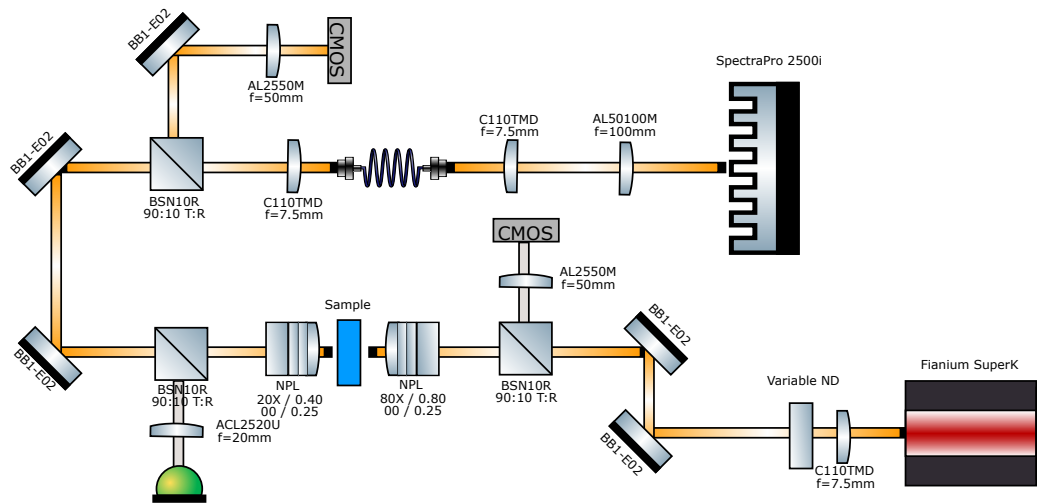 BB1-E02
CMOS
AL2550M
f=50mm
SpectraPro 2500i
BB1-E02
BSN10R
90:10 T:R
C110TMD
f=7.5mm
C110TMD
f=7.5mm
AL50100M
f=100mm
CMOS
AL2550M
f=50mm
BB1-E02
BSN10R
90:10 T:R
ACL2520U
f=20mm
NPL
20X / 0.40
00 / 0.25
Sample
NPL
80X / 0.80
00 / 0.25
BSN10R
90:10 T:R
BB1-E02
BB1-E02
Variable ND
C110TMD
f=7.5mm
Fianium SuperK